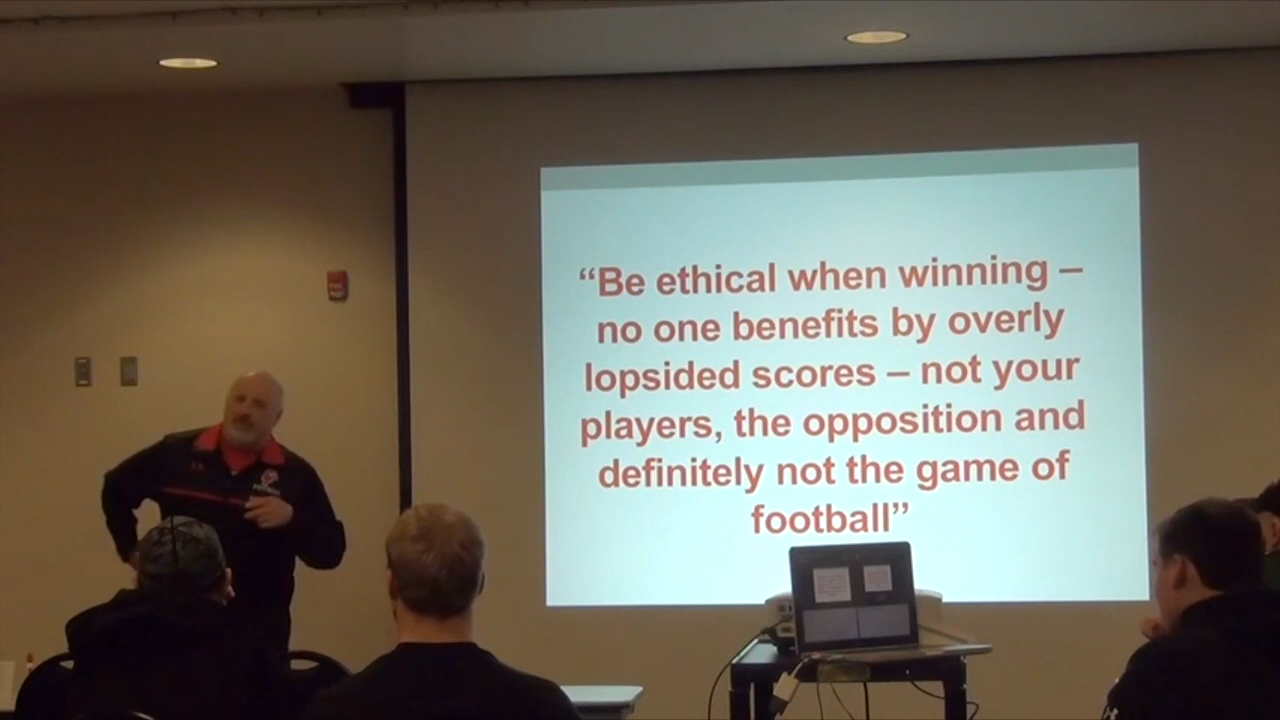 “Be ethical when winning –
no one benefits by overly
lopsided scores – not your
players, the opposition and
definitely not the game of
football”